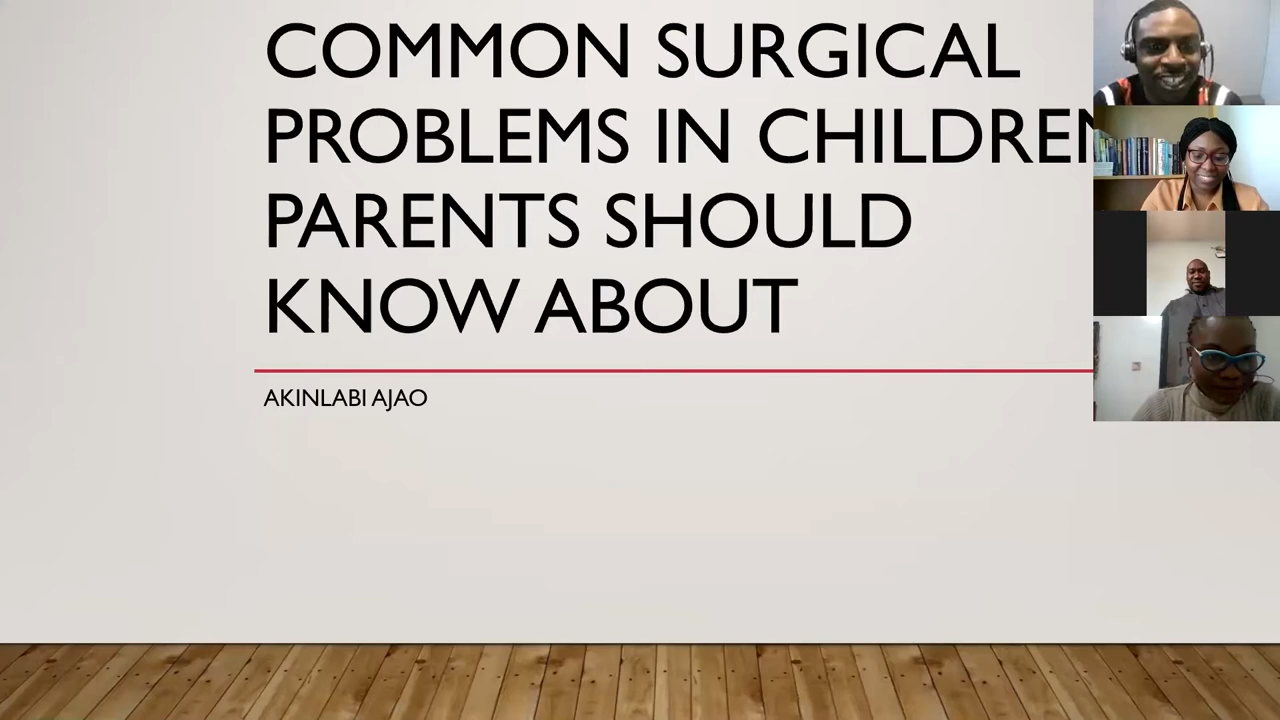 COMMON SURGICAL
PROBLEMS IN CHILDREN
PARENTS SHOULD
KNOW ABOUT
AKINLABI AJAO